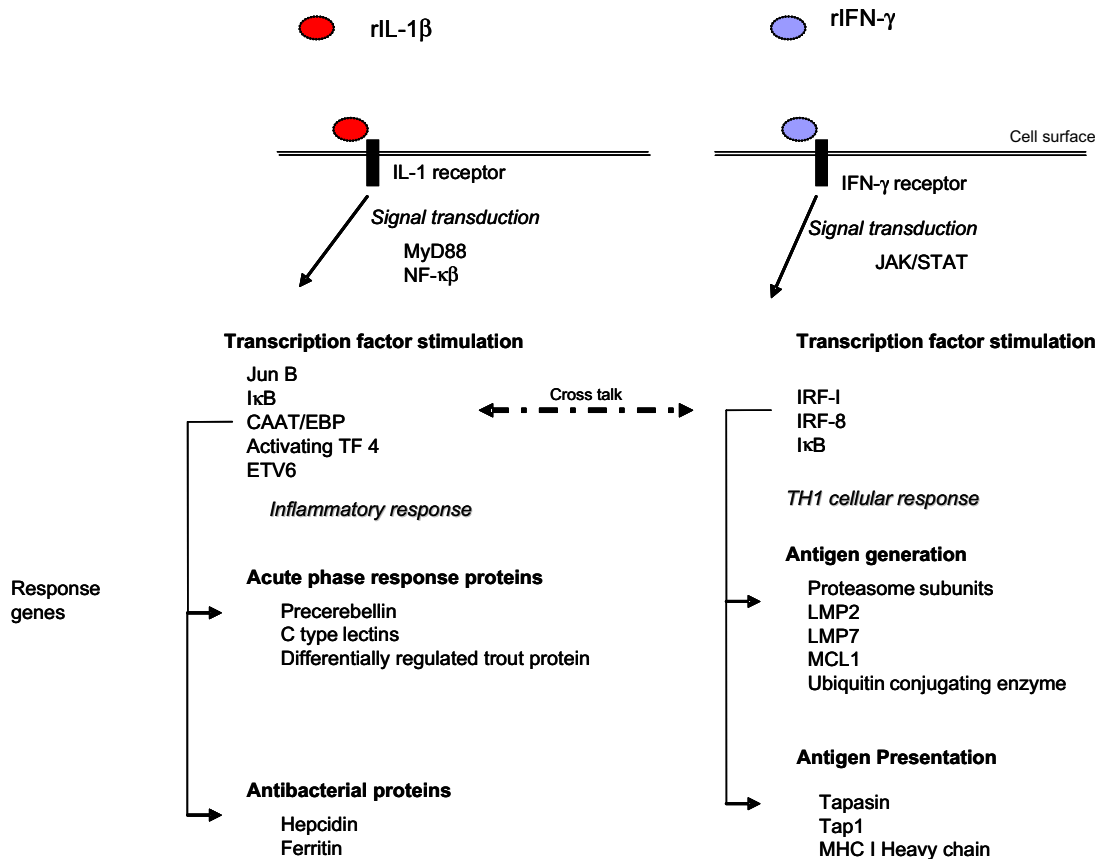 rIL-1β
rIFN-γ
Cell surface
IL-1 receptor
IFN-γ receptor
Signal transduction
MyD88
NF-κβ
Signal transduction
JAK/STAT
Transcription factor stimulation
Jun B
IκB
CAAT/EBP
Activating TF 4
ETV6
Inflammatory response
Cross talk
Transcription factor stimulation
IRF-I
IRF-8
IκB
TH1 cellular response
Response
genes
Acute phase response proteins
Precerebellin
C type lectins
Differentially regulated trout protein
Antibacterial proteins
Hepcidin
Ferritin
Antigen generation
Proteasome subunits
LMP2
LMP7
MCL1
Ubiquitin conjugating enzyme
Antigen Presentation
Tapasin
Tap1
MHC I Heavy chain